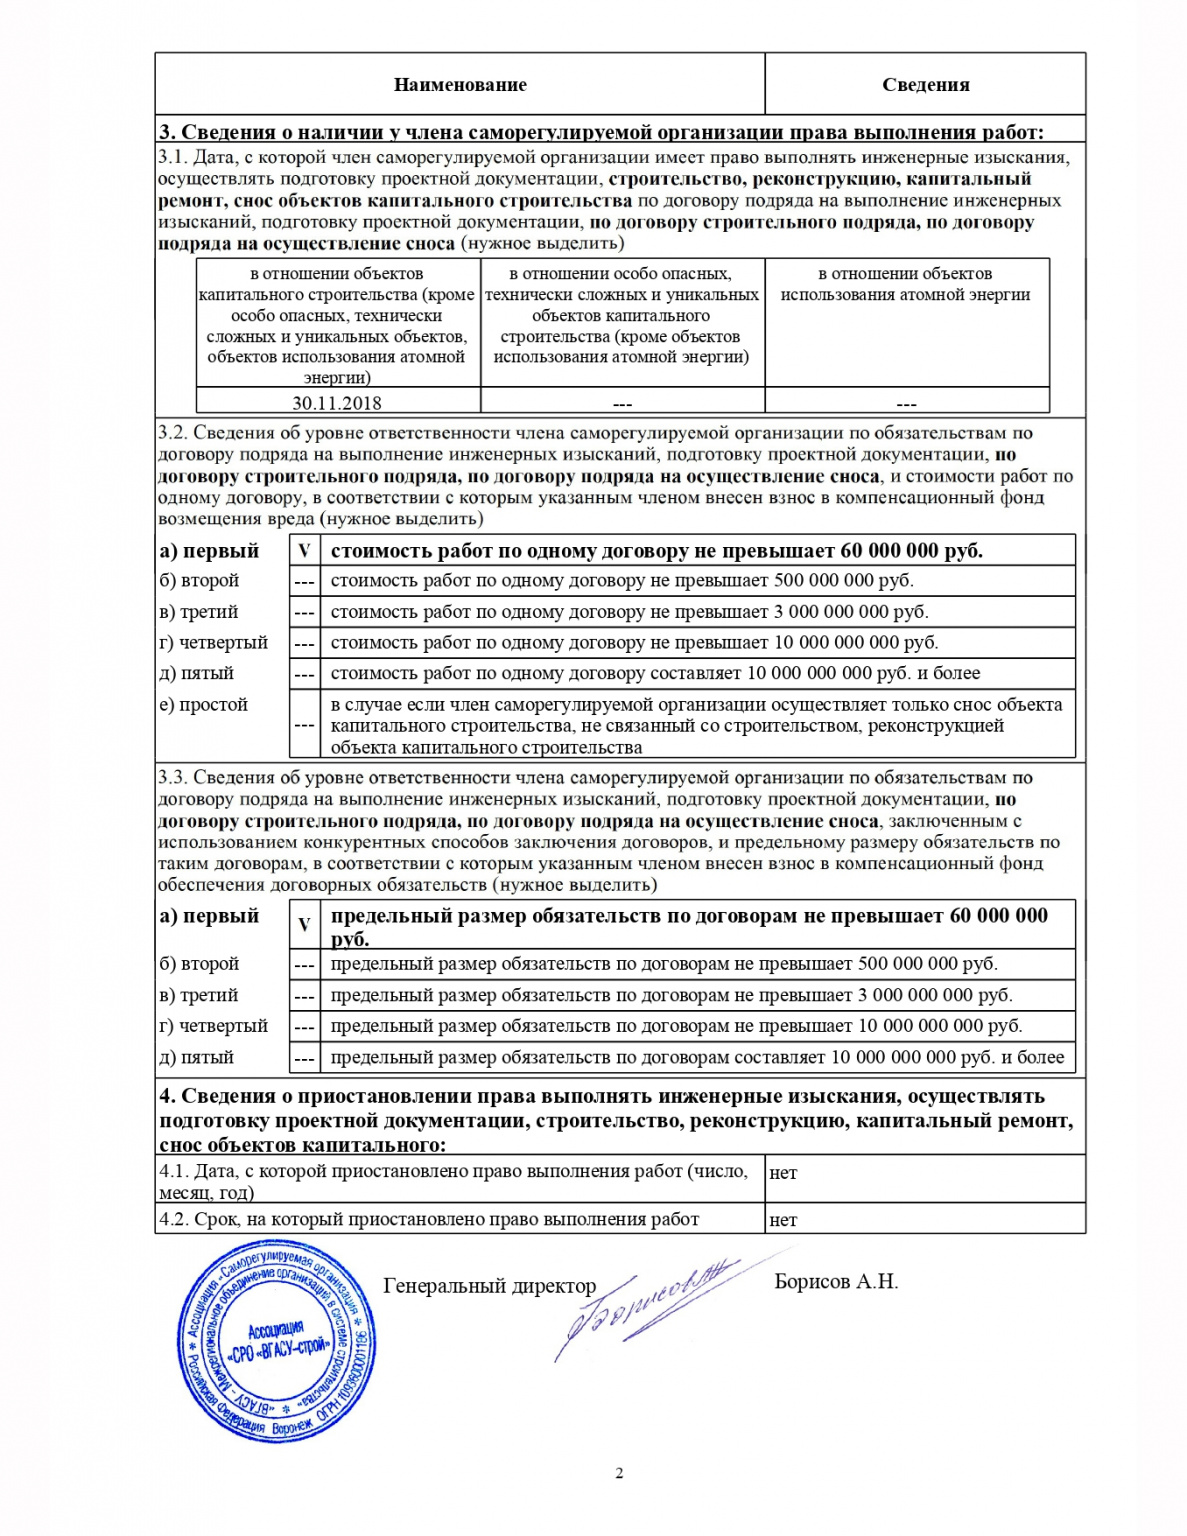 Наименование
Сведения
3. Сведения о наличии у члена саморегулируемой организации права выполнения работ:
3.1. Дата, с которой член саморегулируемой организации имеет право выполнять инженерные изыскания,
осуществлять подготовку проектной документации, строительство, реконструкцию, капитальный
ремонт, снос объектов капитального строительства по договору подряда на выполнение инженерных
изысканий, подготовку проектной документации, по договору строительного подряда, по договору
подряда на осуществление сноса (нужное выделить)
в отношении объектов
капитального строительства (кроме
особо опасных, технически
сложных и уникальных объектов,
объектов использования атомной
энергии)
в отношении особо опасных,
технически сложных и уникальных
объектов капитального
строительства (кроме объектов
использования атомной энергии)
в отношении объектов
использования атомной энергии
30.11.2018
---
---
3.2. Сведения об уровне ответственности члена саморегулируемой организации по обязательствам по
договору подряда на выполнение инженерных изысканий, подготовку проектной документации, по
договору строительного подряда, по договору подряда на осуществление сноса, и стоимости работ по
одному договору, в соответствии с которым указанным членом внесен взнос в компенсационный фонд
возмещения вреда (нужное выделить)
а) первый V стоимость работ по одному договору не превышает 60 000 000 руб.
б) второй --- стоимость работ по одному договору не превышает 500 000 000 руб.
в) третий --- стоимость работ по одному договору не превышает 3 000 000 000 руб.
г) четвертый --- стоимость работ по одному договору не превышает 10 000 000 000 руб.
д) пятый --- стоимость работ по одному договору составляет 10 000 000 000 руб. и более
е) простой --- в случае если член саморегулируемой организации осуществляет только снос объекта
капитального строительства, не связанный со строительством, реконструкцией
объекта капитального строительства
3.3. Сведения об уровне ответственности члена саморегулируемой организации по обязательствам по
договору подряда на выполнение инженерных изысканий, подготовку проектной документации, по
договору строительного подряда, по договору подряда на осуществление сноса, заключенным с
использованием конкурентных способов заключения договоров, и предельному размеру обязательств по
таким договорам, в соответствии с которым указанным членом внесен взнос в компенсационный фонд
обеспечения договорных обязательств (нужное выделить)
а) первый V предельный размер обязательств по договорам не превышает 60 000 000
руб.
б) второй --- предельный размер обязательств по договорам не превышает 500 000 000 руб.
в) третий --- предельный размер обязательств по договорам не превышает 3 000 000 000 руб.
г) четвертый --- предельный размер обязательств по договорам не превышает 10 000 000 000 руб.
д) пятый --- предельный размер обязательств по договорам составляет 10 000 000 000 руб. и более
4. Сведения о приостановлении права выполнять инженерные изыскания, осуществлять
подготовку проектной документации, строительство, реконструкцию, капитальный ремонт,
снос объектов капитального:
4.1. Дата, с которой приостановлено право выполнения работ (число,
месяц, год)
нет
4.2. Срок, на который приостановлено право выполнения работ
нет
Генеральный директор
Борисов А.Н.
Борисов А.Н.
Ассоциация «Саморегулируемая организация
Российская Федерация Воронеж ОГРН 1093600001186
Межрегиональное объединение организаций в системе строительства» «ВГАСУ –
Ассоциация
«СРО «ВГАСУ-строй»
2